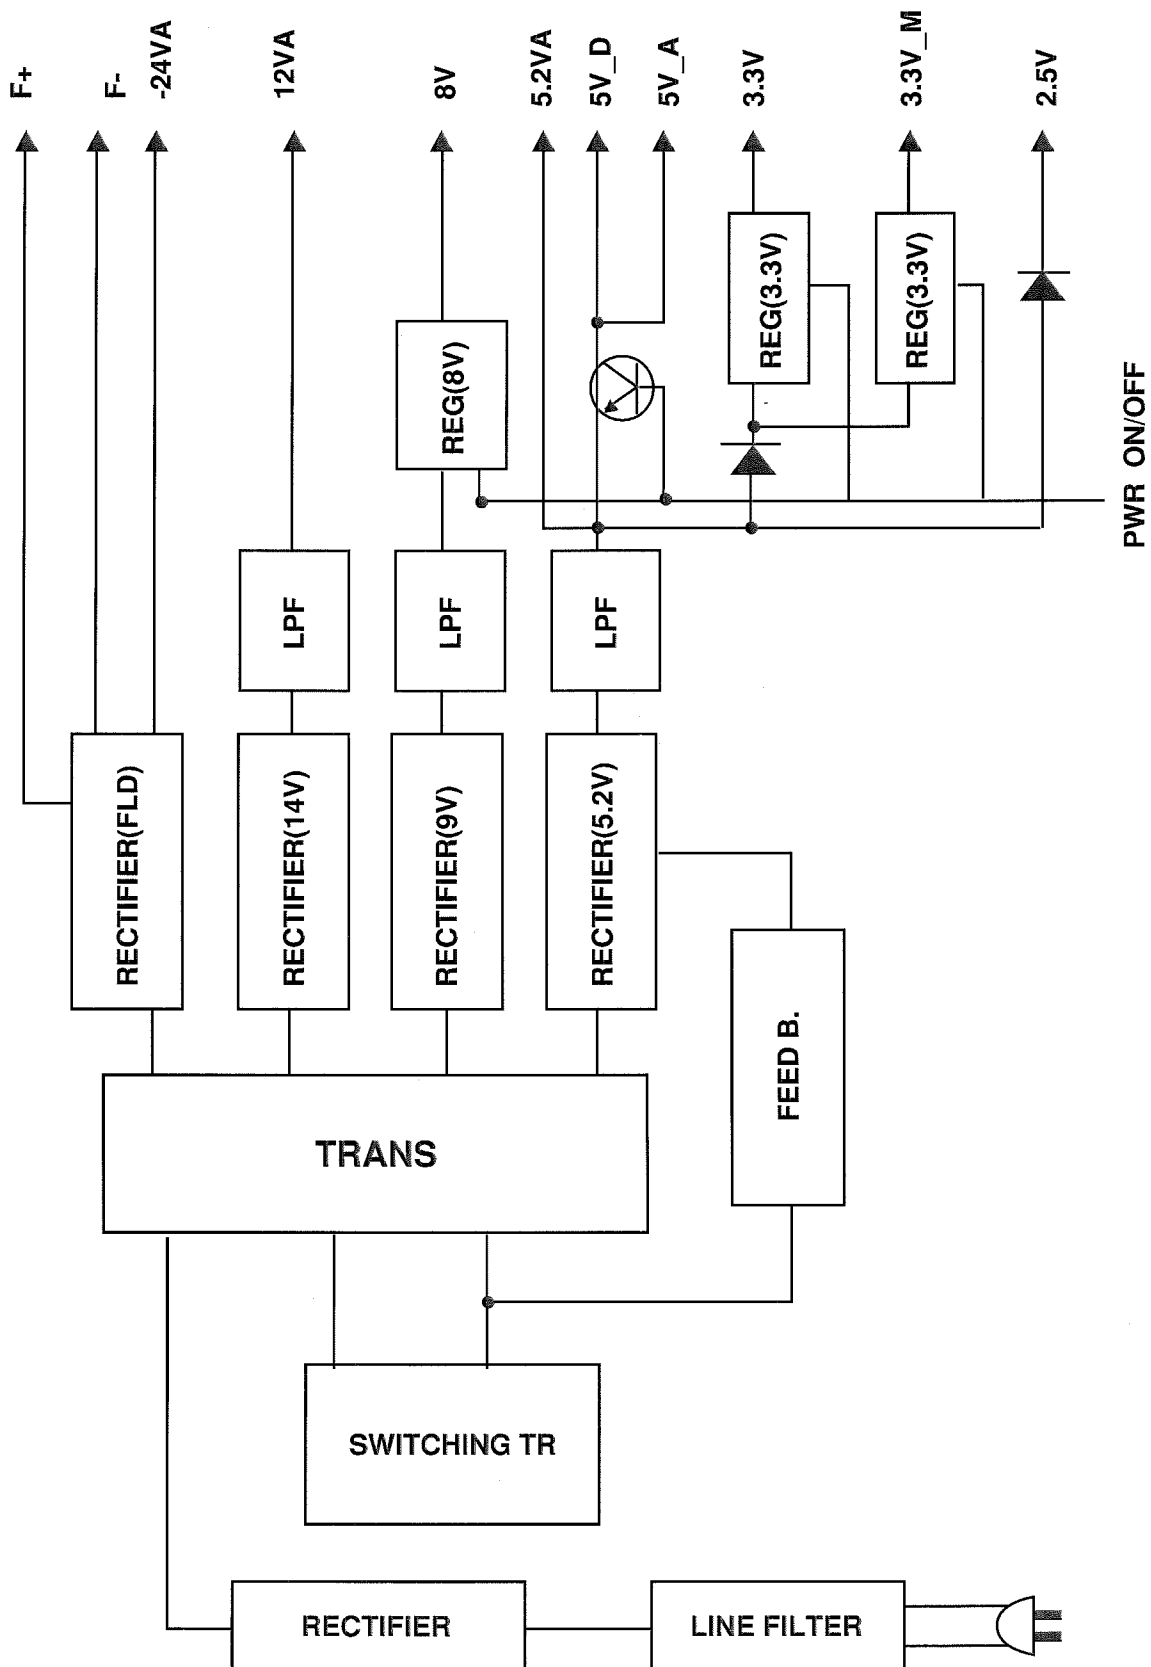 F+
F-
-24VA
12VA
8V
5.2VA
5V_D
5V_A
3.3V
3.3V_M
2.5V
REG(8V)
REG(3.3V)
REG(3.3V)
PWR ON/OFF
LPF
LPF
LPF
RECTIFIER(FLD)
RECTIFIER(14V)
RECTIFIER(9V)
RECTIFIER(5.2V)
FEED B.
TRANS
SWITCHING TR
RECTIFIER
LINE FILTER